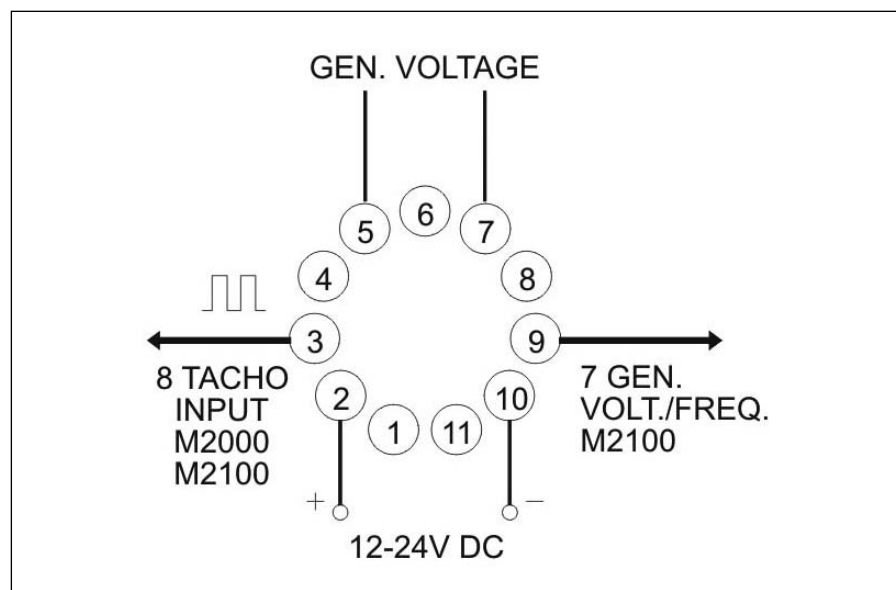 GEN. VOLTAGE
6
5
7
4
8
3
9
8 TACHO
INPUT
M2000
M2100
7 GEN.
VOLT./FREQ.
M2100
2
10
1
11
+
−
12-24V DC